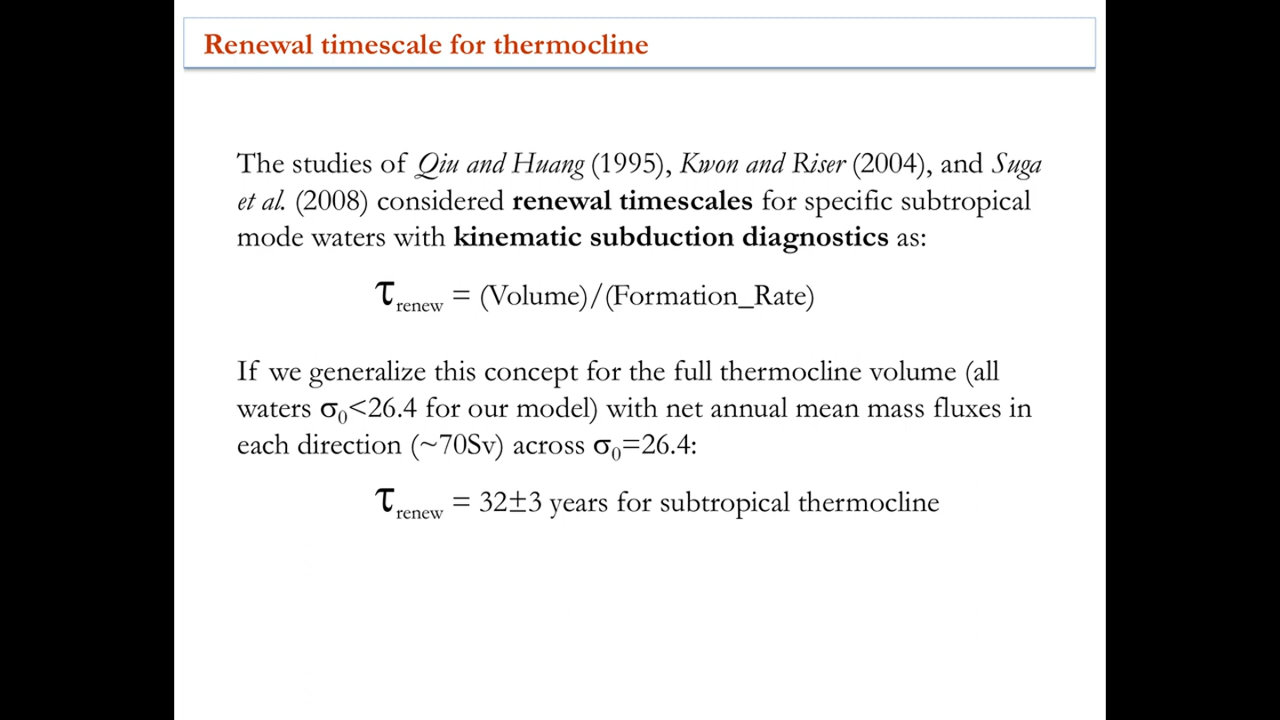 Renewal timescale for thermocline
The studies of Qiu and Huang (1995), Kwon and Riser (2004), and Suga
et al. (2008) considered renewal timescales for specific subtropical
mode waters with kinematic subduction diagnostics as:
τrenew = (Volume)/(Formation_Rate)
If we generalize this concept for the full thermocline volume (all
waters σ0<26.4 for our model) with net annual mean mass fluxes in
each direction (~70Sv) across σ0=26.4:
τrenew = 32±3 years for subtropical thermocline